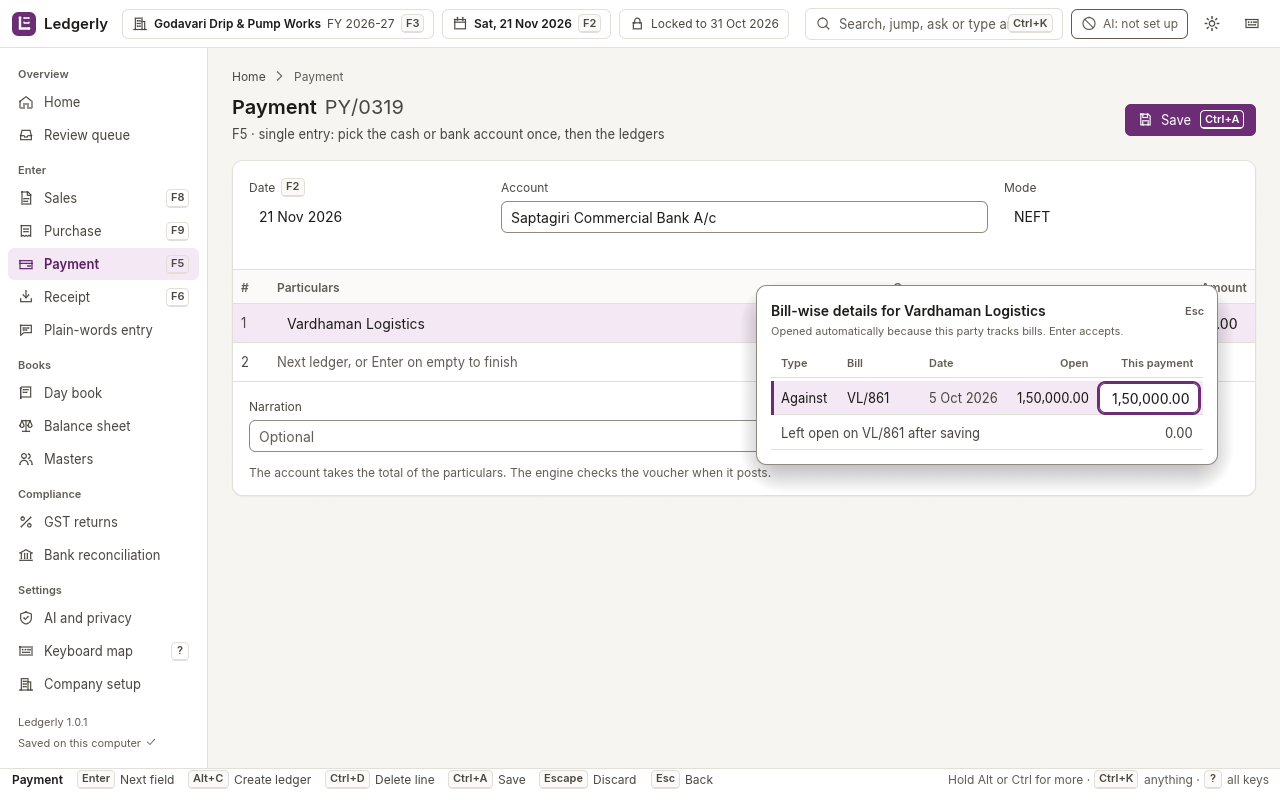 Ledgerly
Godavari Drip & Pump Works FY 2026-27 F3
Sat, 21 Nov 2026 F2
Locked to 31 Oct 2026
Search, jump, ask or type a Ctrl+K
AI: not set up
Overview
Home
Review queue
Enter
Sales F8
Purchase F9
Payment F5
Receipt F6
Plain-words entry
Books
Day book
Balance sheet
Masters
Compliance
GST returns
Bank reconciliation
Settings
AI and privacy
Keyboard map ?
Company setup
Ledgerly 1.0.1
Saved on this computer
Home Payment
Payment PY/0319
F5 · single entry: pick the cash or bank account once, then the ledgers
Save Ctrl+A
Date F2
Account
Mode
21 Nov 2026
Saptagiri Commercial Bank A/c
NEFT
# Particulars
1 Vardhaman Logistics .00
2 Next ledger, or Enter on empty to finish
Narration
Optional
The account takes the total of the particulars. The engine checks the voucher when it posts.
Bill-wise details for Vardhaman Logistics Esc
Opened automatically because this party tracks bills. Enter accepts.
Type Bill Date Open This payment
Against VL/861 5 Oct 2026 1,50,000.00 1,50,000.00
Left open on VL/861 after saving 0.00
Payment Enter Next field Alt+C Create ledger Ctrl+D Delete line Ctrl+A Save Escape Discard Esc Back
Hold Alt or Ctrl for more · Ctrl+K anything · ? all keys